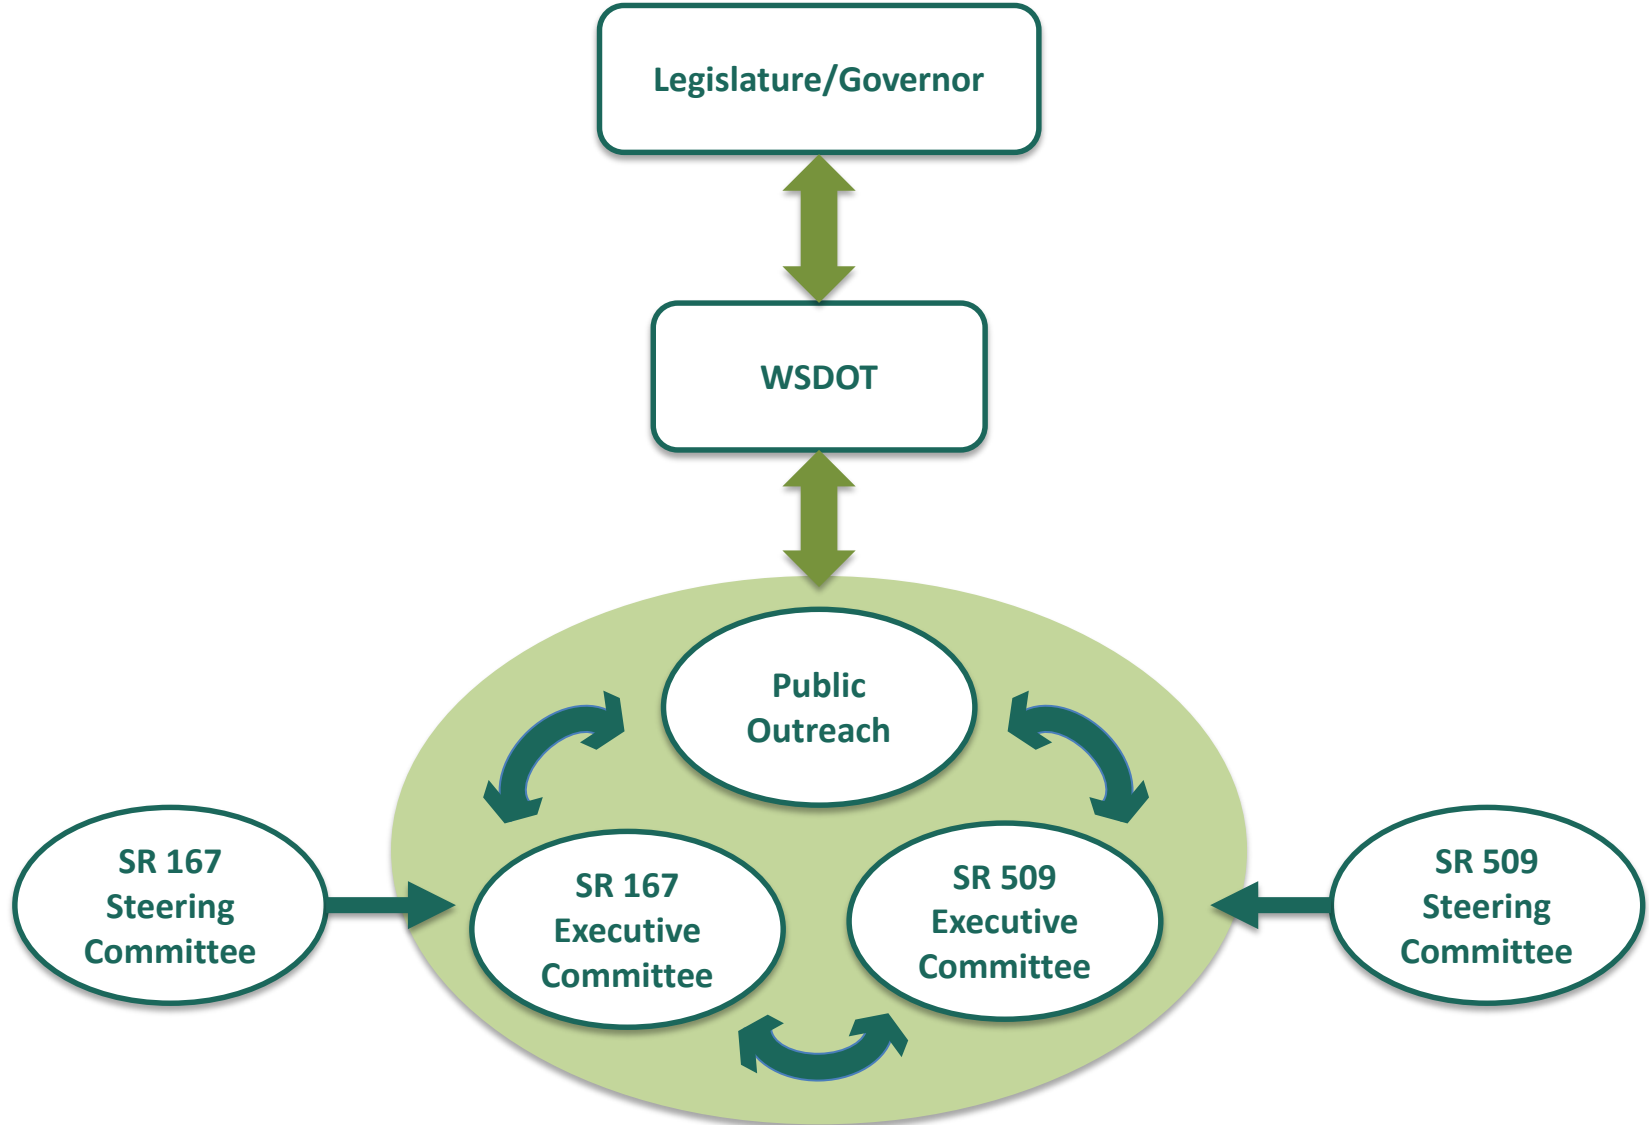 Legislature/Governor
WSDOT
Public
Outreach
SR 167
Steering
Committee
SR 167
Executive
Committee
SR 509
Executive
Committee
SR 509
Steering
Committee